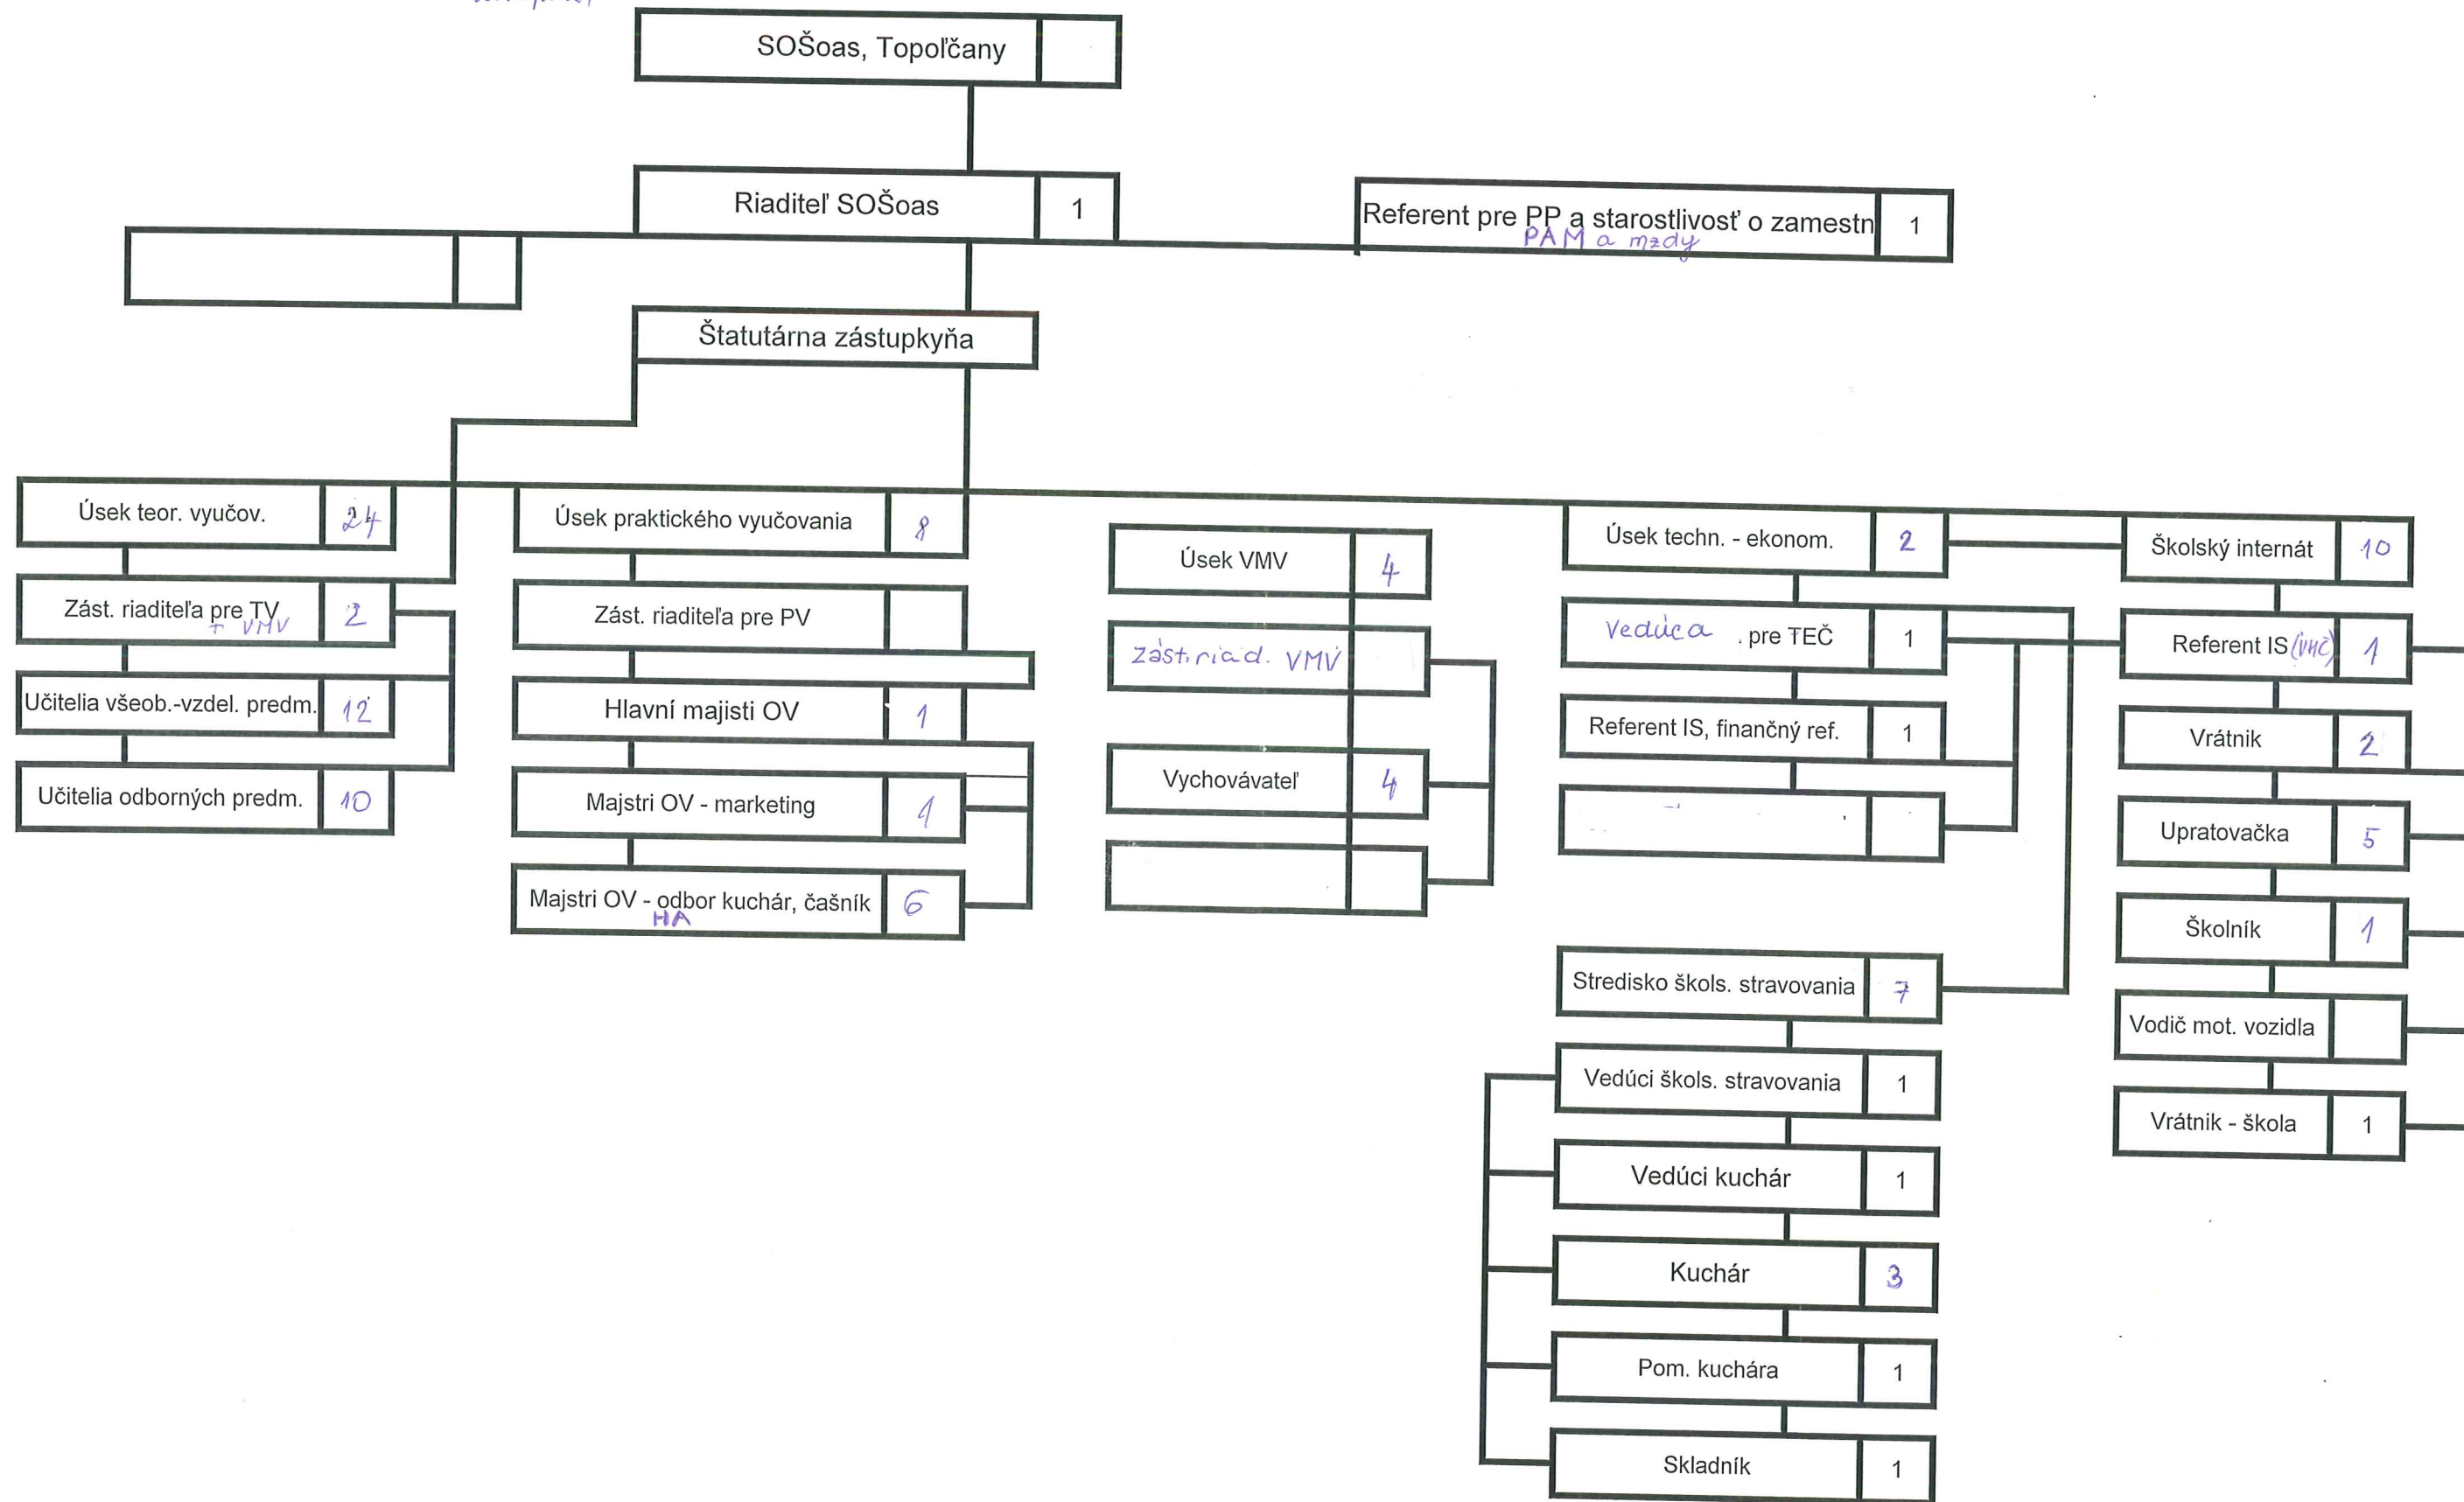 SOŠoas, Topoľčany
Riaditeľ SOŠoas 1
Referent pre PP a starostlivosť o zamestn 1
PAM a mzdy
Štatutárna zástupkyňa
Úsek teor. vyučov. 24
Zást. riaditeľa pre TV 2
+ VMV
Učitelia všeob.-vzdel. predm. 12
Učitelia odborných predm. 10
Úsek praktického vyučovania 8
Zást. riaditeľa pre PV
Hlavní majisti OV 1
Majstri OV - marketing 1
Majstri OV - odbor kuchár, čašník 6
HA
Úsek VMV 4
zást. riad. VMV
Vychovávateľ 4
Úsek techn. - ekonom. 2
Vedúca pre TEČ 1
Referent IS, finančný ref. 1
Stredisko škols. stravovania 7
Vedúci škols. stravovania 1
Vedúci kuchár 1
Kuchár 3
Pom. kuchára 1
Skladník 1
Školský internát 10
Referent IS (VHČ) 1
Vrátnik 2
Upratovačka 5
Školník 1
Vodič mot. vozidla
Vrátnik - škola 1